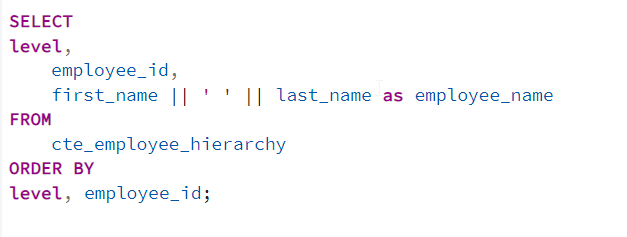 SELECT
level,
employee_id,
first_name || ' ' || last_name as employee_name
FROM
cte_employee_hierarchy
ORDER BY
level, employee_id;